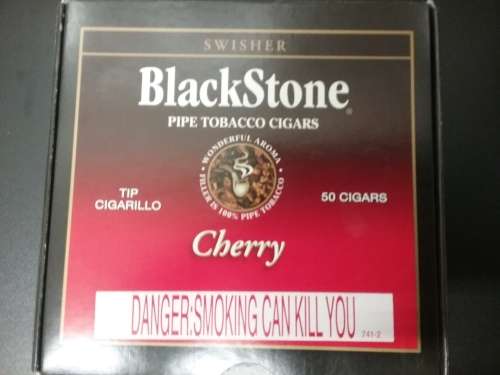 SWISHER
BlackStone®
PIPE TOBACCO CIGARS
WONDERFUL AROMA
FILLER IS 100% PIPE TOBACCO
TIP
CIGARILLO
50 CIGARS
Cherry
DANGER:SMOKING CAN KILL YOU
741-2